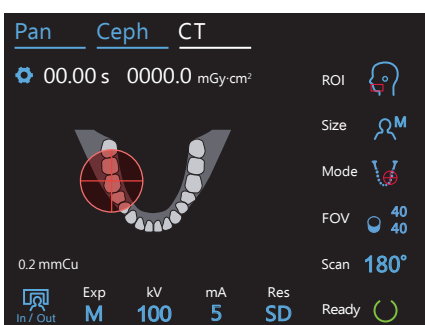 Pan Ceph CT
00.00 s 0000.0 mGy·cm²
ROI
Size M
Mode
FOV 40
40
0.2 mmCu
Scan 180°
Exp kV mA Res
In / Out M 100 5 SD
Ready